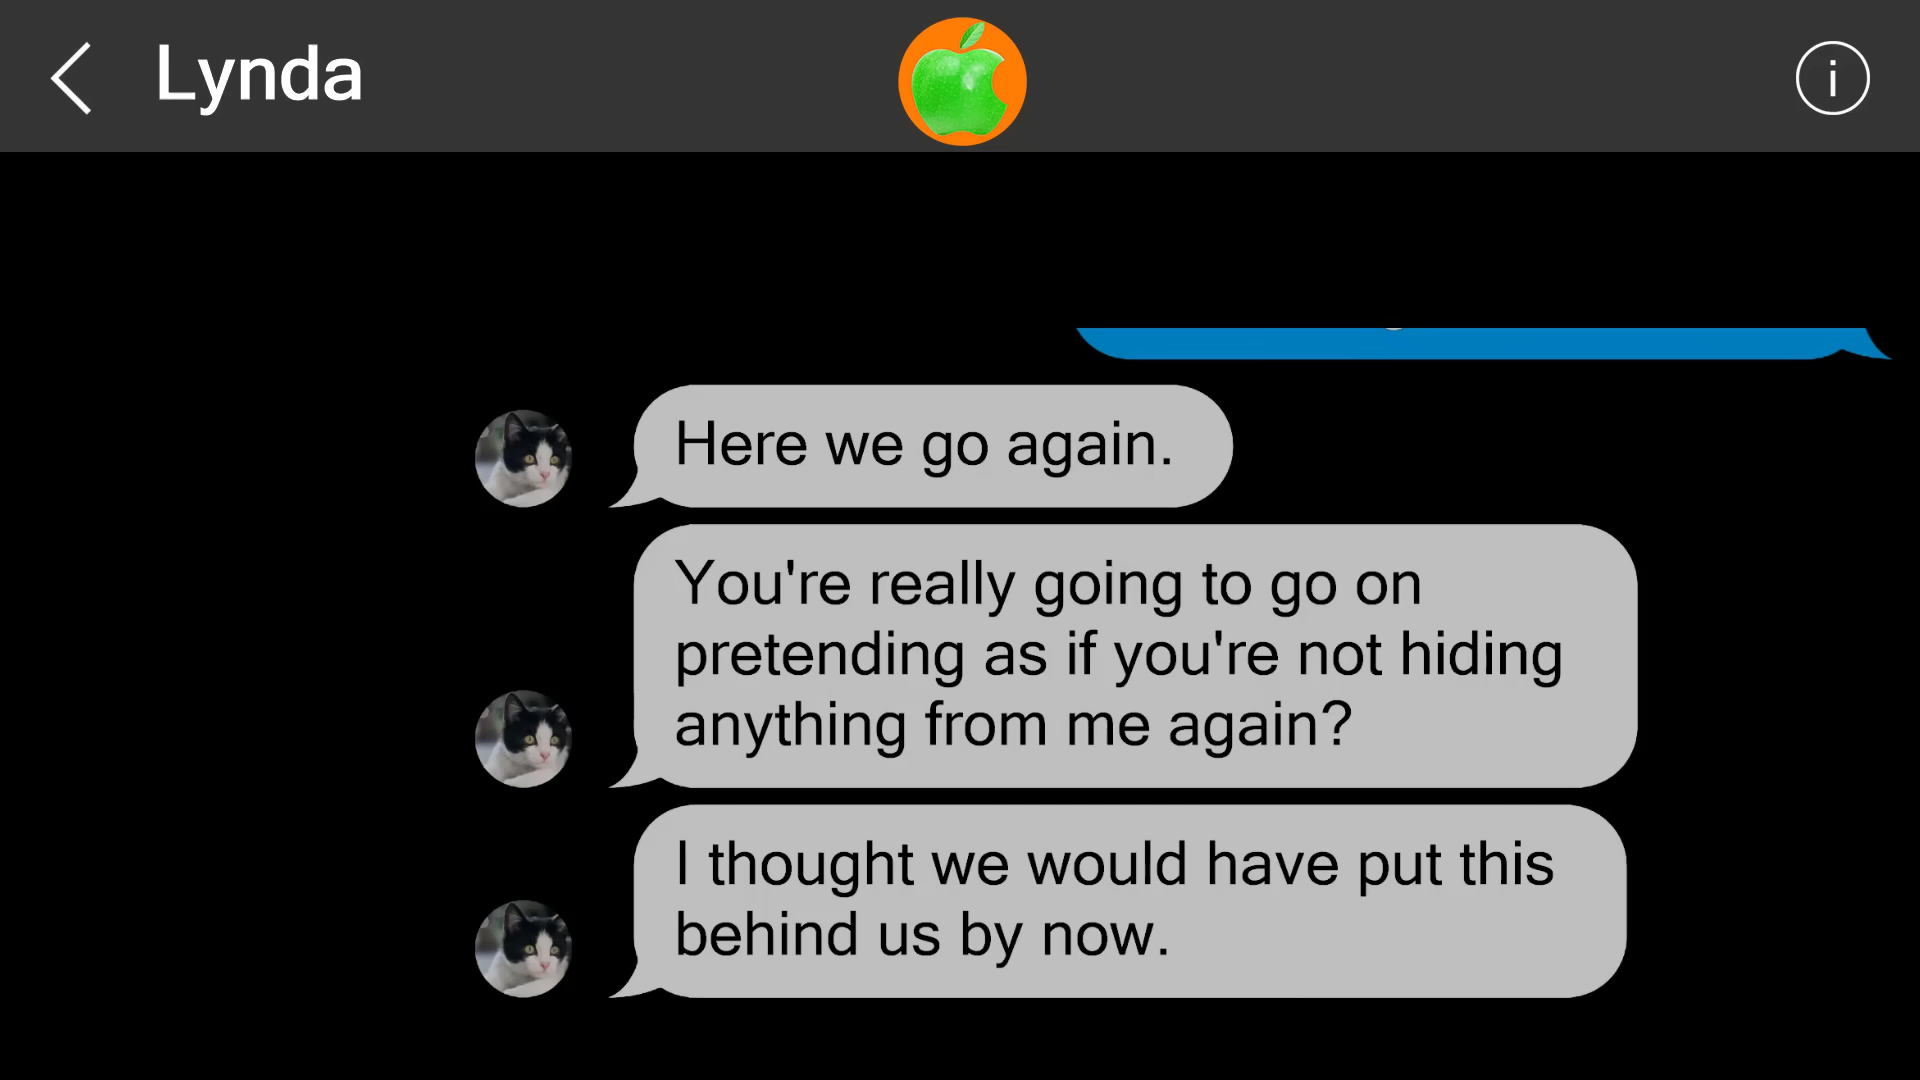 Lynda
i
Here we go again.
You're really going to go on
pretending as if you're not hiding
anything from me again?
I thought we would have put this
behind us by now.